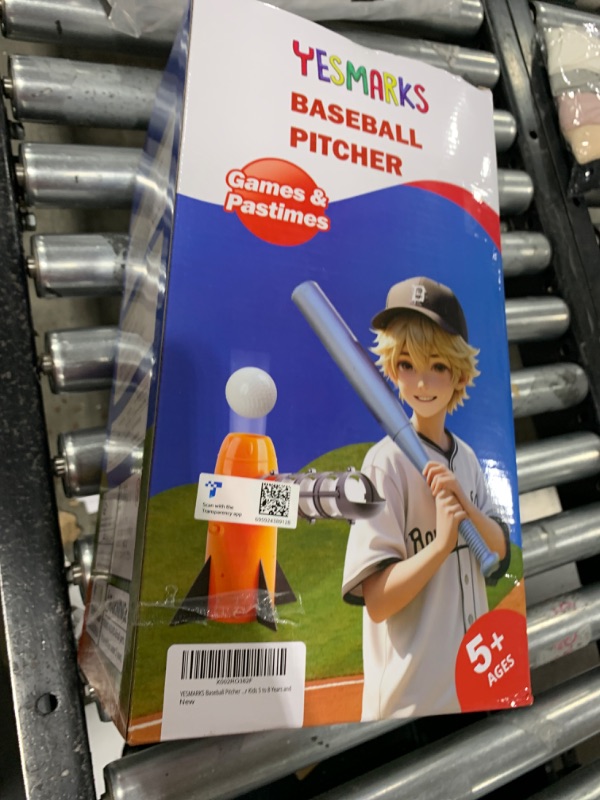 YESMARKS
BASEBALL
PITCHER
Games &
Pastimes
B
Scan with the
Transparency app
5+
AGES
YESMARKS Baseball Pitcher ...r Kids 3 to 8 Years and
New